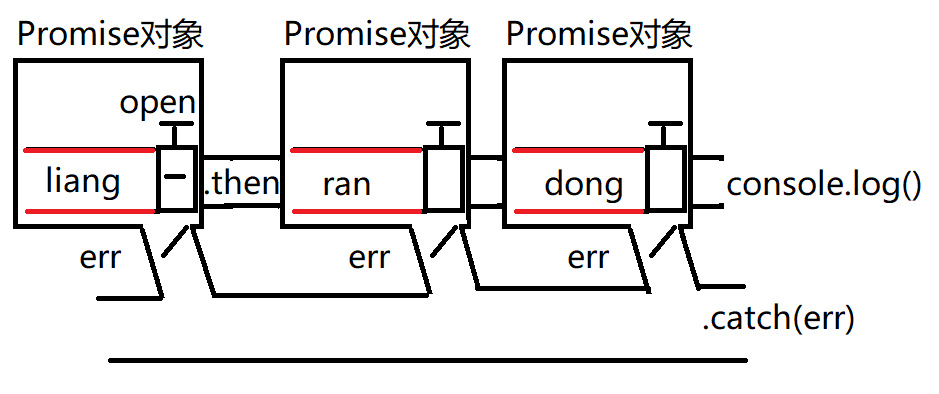 Promise对象 Promise对象 Promise对象
open
liang .then ran dong console.log()
err err err
.catch(err)